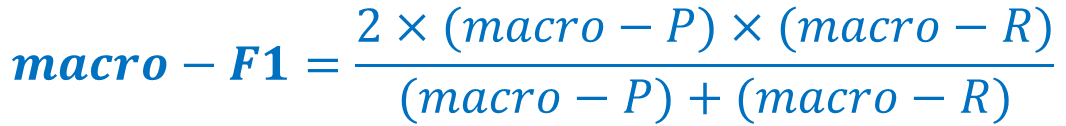 macro − F1 = 2 × (macro − P) × (macro − R)
(macro − P) + (macro − R)